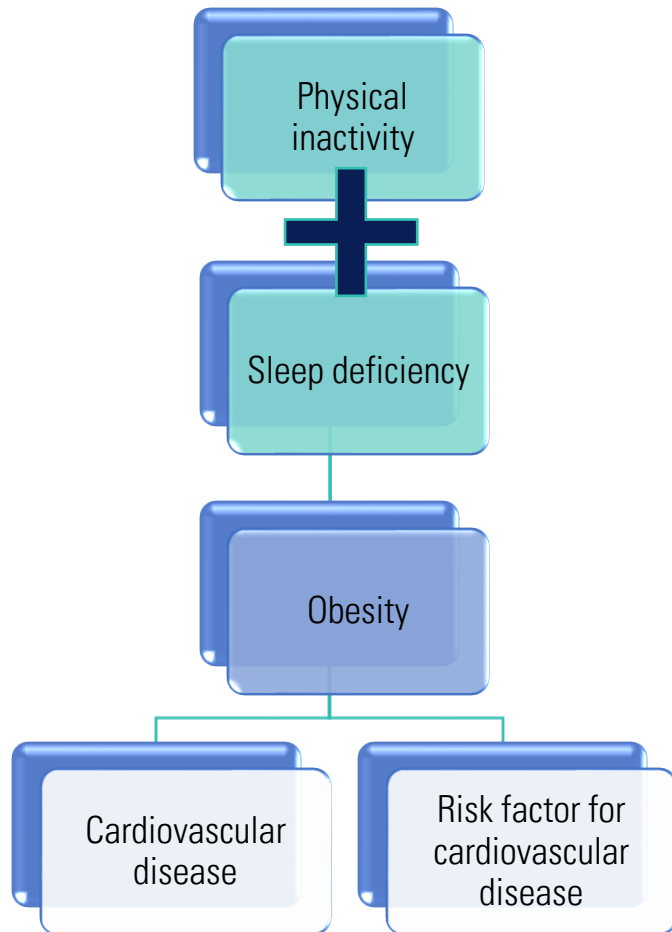 Physical
inactivity
Sleep deficiency
Obesity
Cardiovascular
disease
Risk factor for
cardiovascular
disease